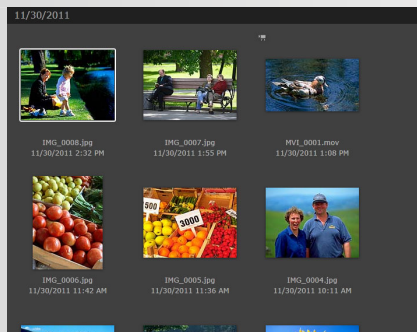 11/30/2011
IMG_0008.jpg
11/30/2011 2:32 PM
IMG_0007.jpg
11/30/2011 1:55 PM
MVI_0001.mov
11/30/2011 1:08 PM
500
3000
IMG_0006.jpg
11/30/2011 11:42 AM
IMG_0005.jpg
11/30/2011 11:36 AM
IMG_0004.jpg
11/30/2011 10:11 AM